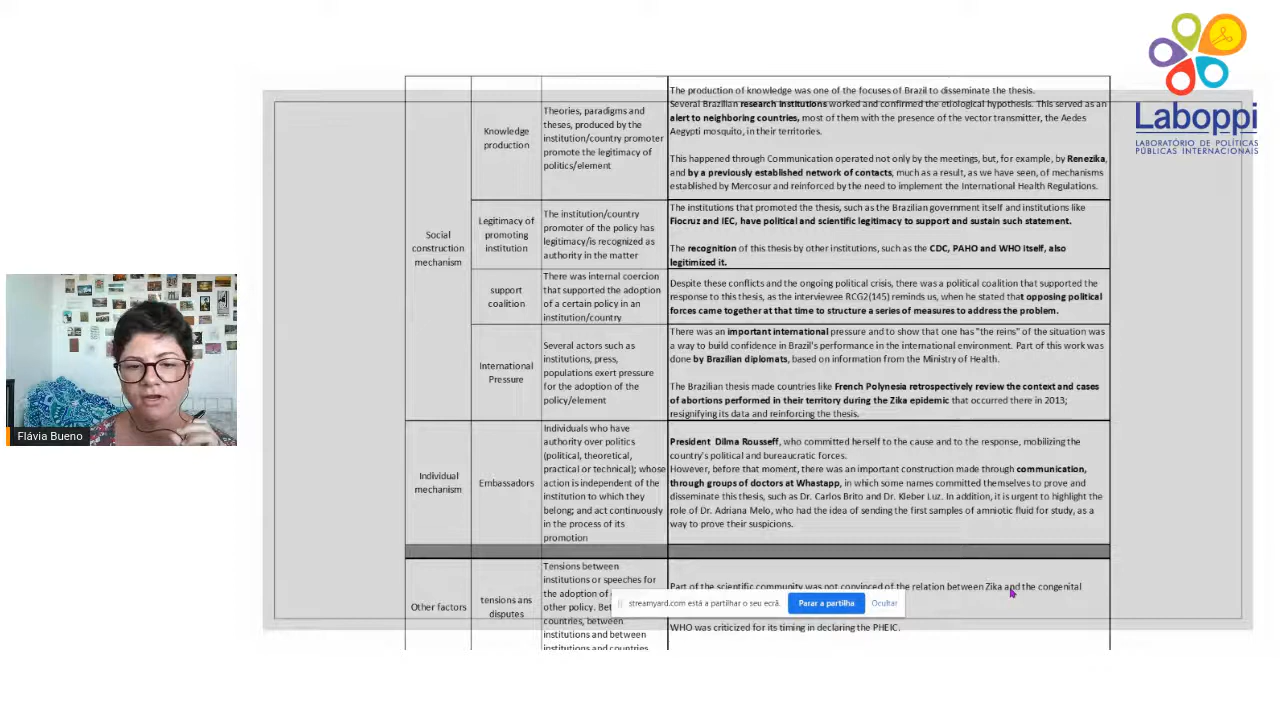 Laboppi
LABORATÓRIO DE POLÍTICAS
PÚBLICAS INTERNACIONAIS
Social
construction
mechanism
Knowledge
production
Theories, paradigms and
theses, produced by the
institution/country promoter
promote the legitimacy of
politics/element
The production of knowledge was one of the focuses of Brazil to disseminate the thesis.
Several Brazilian research institutions worked and confirmed the etiological hypothesis. This served as an
alert to neighboring countries, most of them with the presence of the vector transmitter, the Aedes
Aegypti mosquito, in their territories.
This happened through Communication operated not only by the meetings, but, for example, by Renezika,
and by a previously established network of contacts, much as a result, as we have seen, of mechanisms
established by Mercosur and reinforced by the need to implement the International Health Regulations.
Legitimacy of
promoting
institution
The institution/country
promoter of the policy has
legitimacy/is recognized as
authority in the matter
The institutions that promoted the thesis, such as the Brazilian government itself and institutions like
Fiocruz and IEC, have political and scientific legitimacy to support and sustain such statement.
The recognition of this thesis by other institutions, such as the CDC, PAHO and WHO itself, also
legitimized it.
support
coalition
There was internal coercion
that supported the adoption
of a certain policy in an
institution/country
Despite these conflicts and the ongoing political crisis, there was a political coalition that supported the
response to this thesis, as the interviewee RCG2(145) reminds us, when he stated that opposing political
forces came together at that time to structure a series of measures to address the problem.
International
Pressure
Several actors such as
institutions, press,
populations exert pressure
for the adoption of the
policy/element
There was an important international pressure and to show that one has "the reins" of the situation was
a way to build confidence in Brazil's performance in the international environment. Part of this work was
done by Brazilian diplomats, based on information from the Ministry of Health.
The Brazilian thesis made countries like French Polynesia retrospectively review the context and cases
of abortions performed in their territory during the Zika epidemic that occurred there in 2013;
resignifying its data and reinforcing the thesis.
Individual
mechanism
Embassadors
Individuals who have
authority over politics
(political, theoretical,
practical or technical); whose
action is independent of the
institution to which they
belong; and act continuously
in the process of its
promotion
President Dilma Rousseff, who committed herself to the cause and to the response, mobilizing the
country's political and bureaucratic forces.
However, before that moment, there was an important construction made through communication,
through groups of doctors at Whastapp, in which some names committed themselves to prove and
disseminate this thesis, such as Dr. Carlos Brito and Dr. Kleber Luz. In addition, it is urgent to highlight the
role of Dr. Adriana Melo, who had the idea of sending the first samples of amniotic fluid for study, as a
way to prove their suspicions.
Other factors
tensions ans
disputes
Tensions between
institutions or speeches for
the adoption of
other policy.
countries, between
institutions and between
institutions and countries
Part of the scientific community was not convinced of the relation between Zika and the congenital
WHO was criticized for its timing in declaring the PHEIC.
streamyard.com está a partilhar o seu ecrã.
Parar a partilha
Ocultar
Flávia Bueno